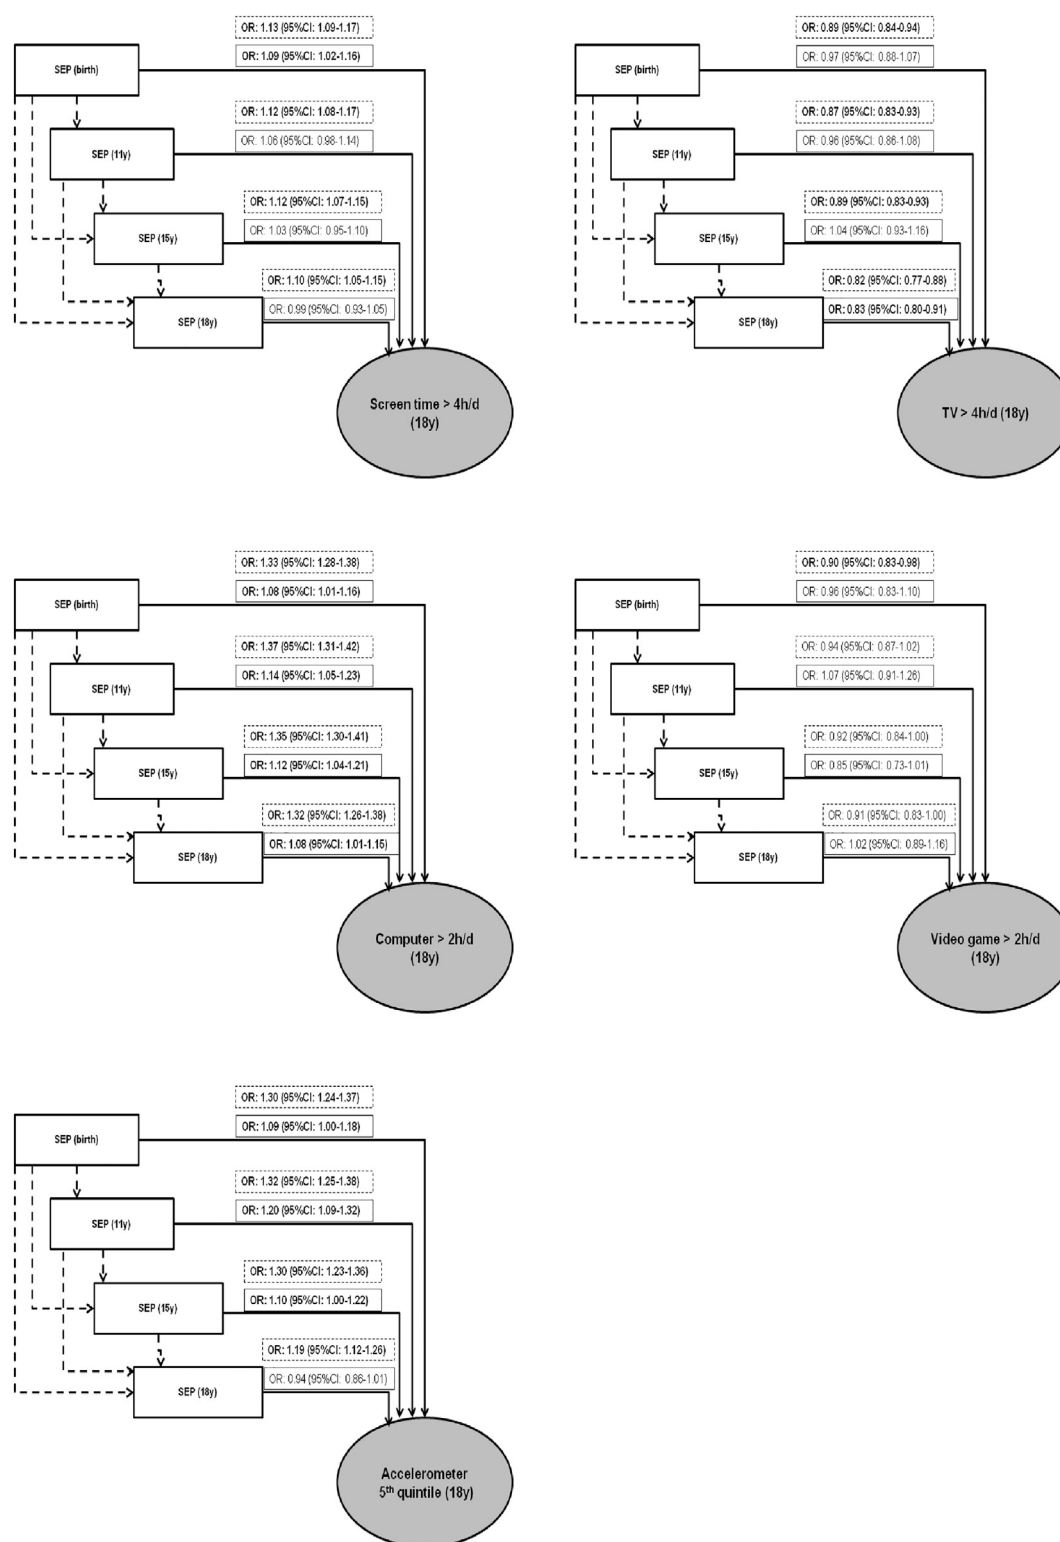 OR: 1.13 (95%CI: 1.09-1.17)
SEP (birth)
OR: 1.09 (95%CI: 1.02-1.16)
OR: 1.12 (95%CI: 1.08-1.17)
SEP (11y)
OR: 1.06 (95%CI: 0.98-1.14)
OR: 1.12 (95%CI: 1.07-1.15)
SEP (15y)
OR: 1.03 (95%CI: 0.95-1.10)
OR: 1.10 (95%CI: 1.05-1.15)
SEP (18y)
OR: 0.99 (95%CI: 0.93-1.05)
Screen time > 4h/d
(18y)
OR: 0.89 (95%CI: 0.84-0.94)
SEP (birth)
OR: 0.97 (95%CI: 0.88-1.07)
OR: 0.87 (95%CI: 0.83-0.93)
SEP (11y)
OR: 0.96 (95%CI: 0.86-1.08)
OR: 0.89 (95%CI: 0.83-0.93)
SEP (15y)
OR: 1.04 (95%CI: 0.93-1.16)
OR: 0.82 (95%CI: 0.77-0.88)
SEP (18y)
OR: 0.83 (95%CI: 0.80-0.91)
TV > 4h/d (18y)
OR: 1.33 (95%CI: 1.28-1.38)
SEP (birth)
OR: 1.08 (95%CI: 1.01-1.16)
OR: 1.37 (95%CI: 1.31-1.42)
SEP (11y)
OR: 1.14 (95%CI: 1.05-1.23)
OR: 1.35 (95%CI: 1.30-1.41)
SEP (15y)
OR: 1.12 (95%CI: 1.04-1.21)
OR: 1.32 (95%CI: 1.26-1.38)
SEP (18y)
OR: 1.08 (95%CI: 1.01-1.15)
Computer > 2h/d
(18y)
OR: 0.90 (95%CI: 0.83-0.98)
SEP (birth)
OR: 0.96 (95%CI: 0.83-1.10)
OR: 0.94 (95%CI: 0.87-1.02)
SEP (11y)
OR: 1.07 (95%CI: 0.91-1.26)
OR: 0.92 (95%CI: 0.84-1.00)
SEP (15y)
OR: 0.85 (95%CI: 0.73-1.01)
OR: 0.91 (95%CI: 0.83-1.00)
SEP (18y)
OR: 1.02 (95%CI: 0.89-1.16)
Video game > 2h/d
(18y)
OR: 1.30 (95%CI: 1.24-1.37)
SEP (birth)
OR: 1.09 (95%CI: 1.00-1.18)
OR: 1.32 (95%CI: 1.25-1.38)
SEP (11y)
OR: 1.20 (95%CI: 1.09-1.32)
OR: 1.30 (95%CI: 1.23-1.36)
SEP (15y)
OR: 1.10 (95%CI: 1.00-1.22)
OR: 1.19 (95%CI: 1.12-1.26)
SEP (18y)
OR: 0.94 (95%CI: 0.86-1.01)
Accelerometer
5th quintile (18y)